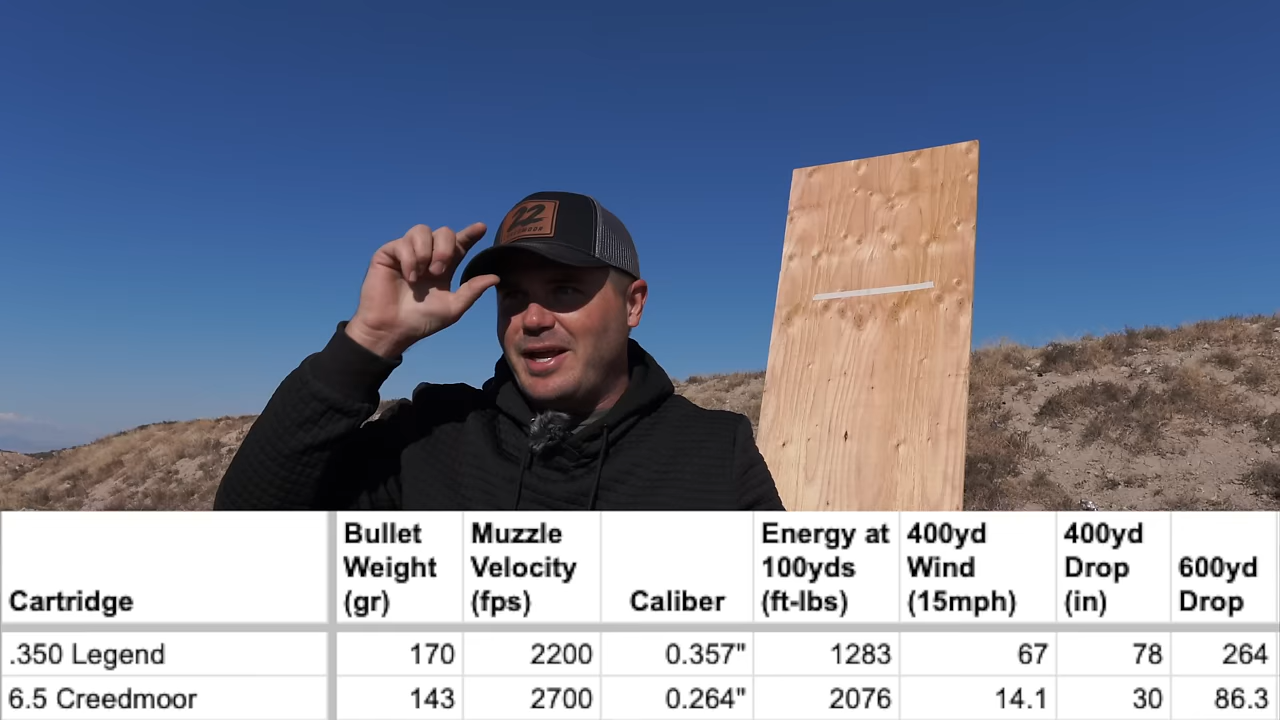 22
Cartridge Bullet Weight (gr) Muzzle Velocity (fps) Caliber Energy at 100yds (ft-lbs) 400yd Wind (15mph) 400yd Drop (in) 600yd Drop
.350 Legend 170 2200 0.357" 1283 67 78 264
6.5 Creedmoor 143 2700 0.264" 2076 14.1 30 86.3